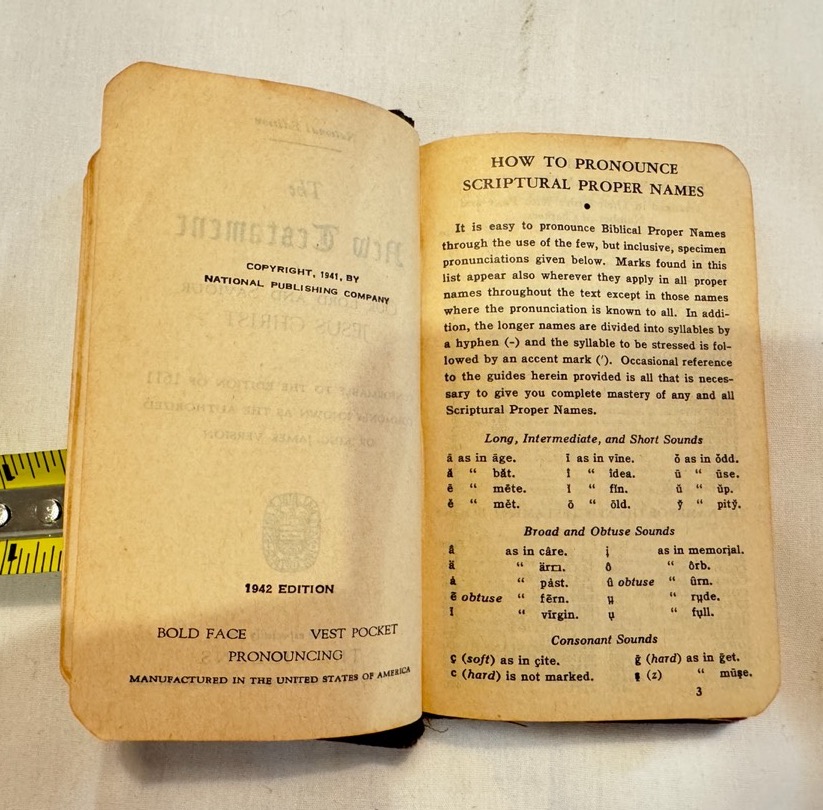 COPYRIGHT, 1941, BY
NATIONAL PUBLISHING COMPANY
1942 EDITION
BOLD FACE VEST POCKET
PRONOUNCING
MANUFACTURED IN THE UNITED STATES OF AMERICA
HOW TO PRONOUNCE
SCRIPTURAL PROPER NAMES
It is easy to pronounce Biblical Proper Names
through the use of the few, but inclusive, specimen
pronunciations given below. Marks found in this
list appear also wherever they apply in all proper
names throughout the text except in those names
where the pronunciation is known to all. In addi-
tion, the longer names are divided into syllables by
a hyphen (-) and the syllable to be stressed is fol-
lowed by an accent mark (ʹ). Occasional reference
to the guides herein provided is all that is neces-
sary to give you complete mastery of any and all
Scriptural Proper Names.
Long, Intermediate, and Short Sounds
ā as in āge. ī as in vīne. ŏ as in ŏdd.
ă “ băt. î “ îdea. ū “ ūse.
ē “ mēte. ĭ “ fĭn. ŭ “ ŭp.
ĕ “ mĕt. ō “ ōld. y̆ “ pity̆.
Broad and Obtuse Sounds
â as in câre. i̯ as in memori̯al.
ä “ ärm. ô “ ôrb.
ȧ “ pȧst. û obtuse “ ûrn.
ẽ obtuse “ fẽrn. ṳ “ rṳde.
ĩ “ vĩrgin. ụ “ fụll.
Consonant Sounds
ç (soft) as in çite. ḡ (hard) as in ḡet.
c (hard) is not marked. ş (z) “ müşe.
3